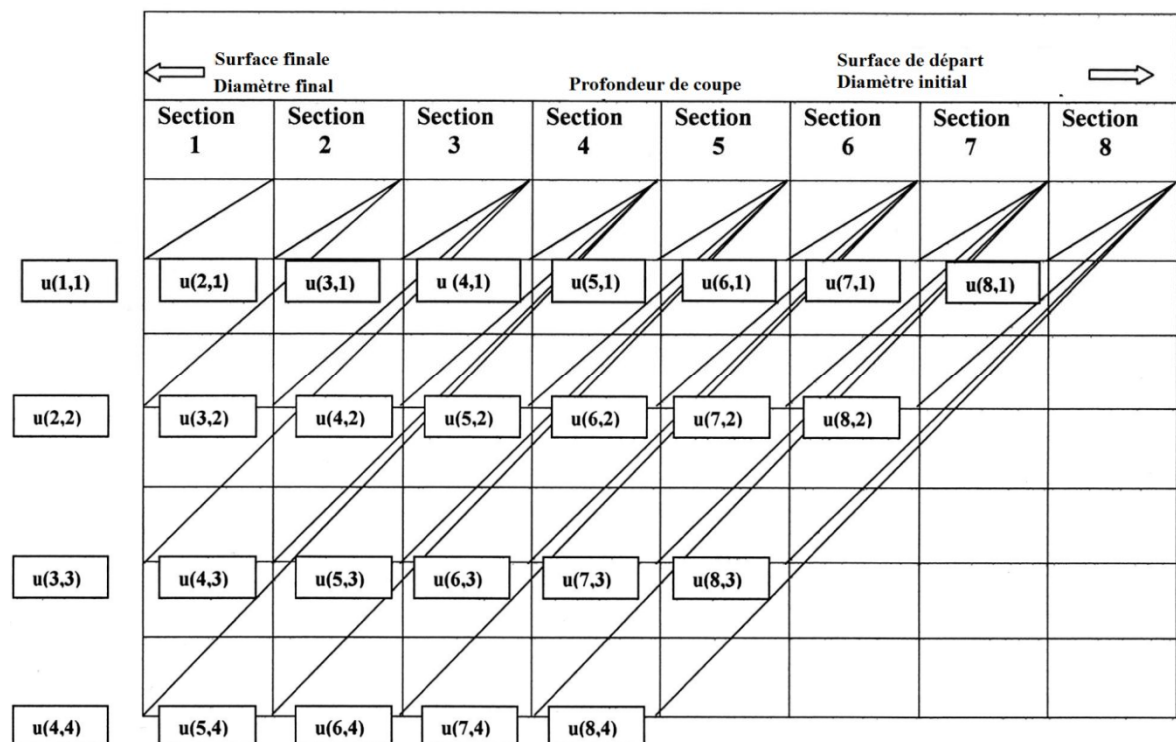 Surface finale
Diamètre final
Profondeur de coupe
Surface de départ
Diamètre initial
Section 1
Section 2
Section 3
Section 4
Section 5
Section 6
Section 7
Section 8
u(1,1) u(2,1) u(3,1) u (4,1) u(5,1) u(6,1) u(7,1) u(8,1)
u(2,2) u(3,2) u(4,2) u(5,2) u(6,2) u(7,2) u(8,2)
u(3,3) u(4,3) u(5,3) u(6,3) u(7,3) u(8,3)
u(4,4) u(5,4) u(6,4) u(7,4) u(8,4)